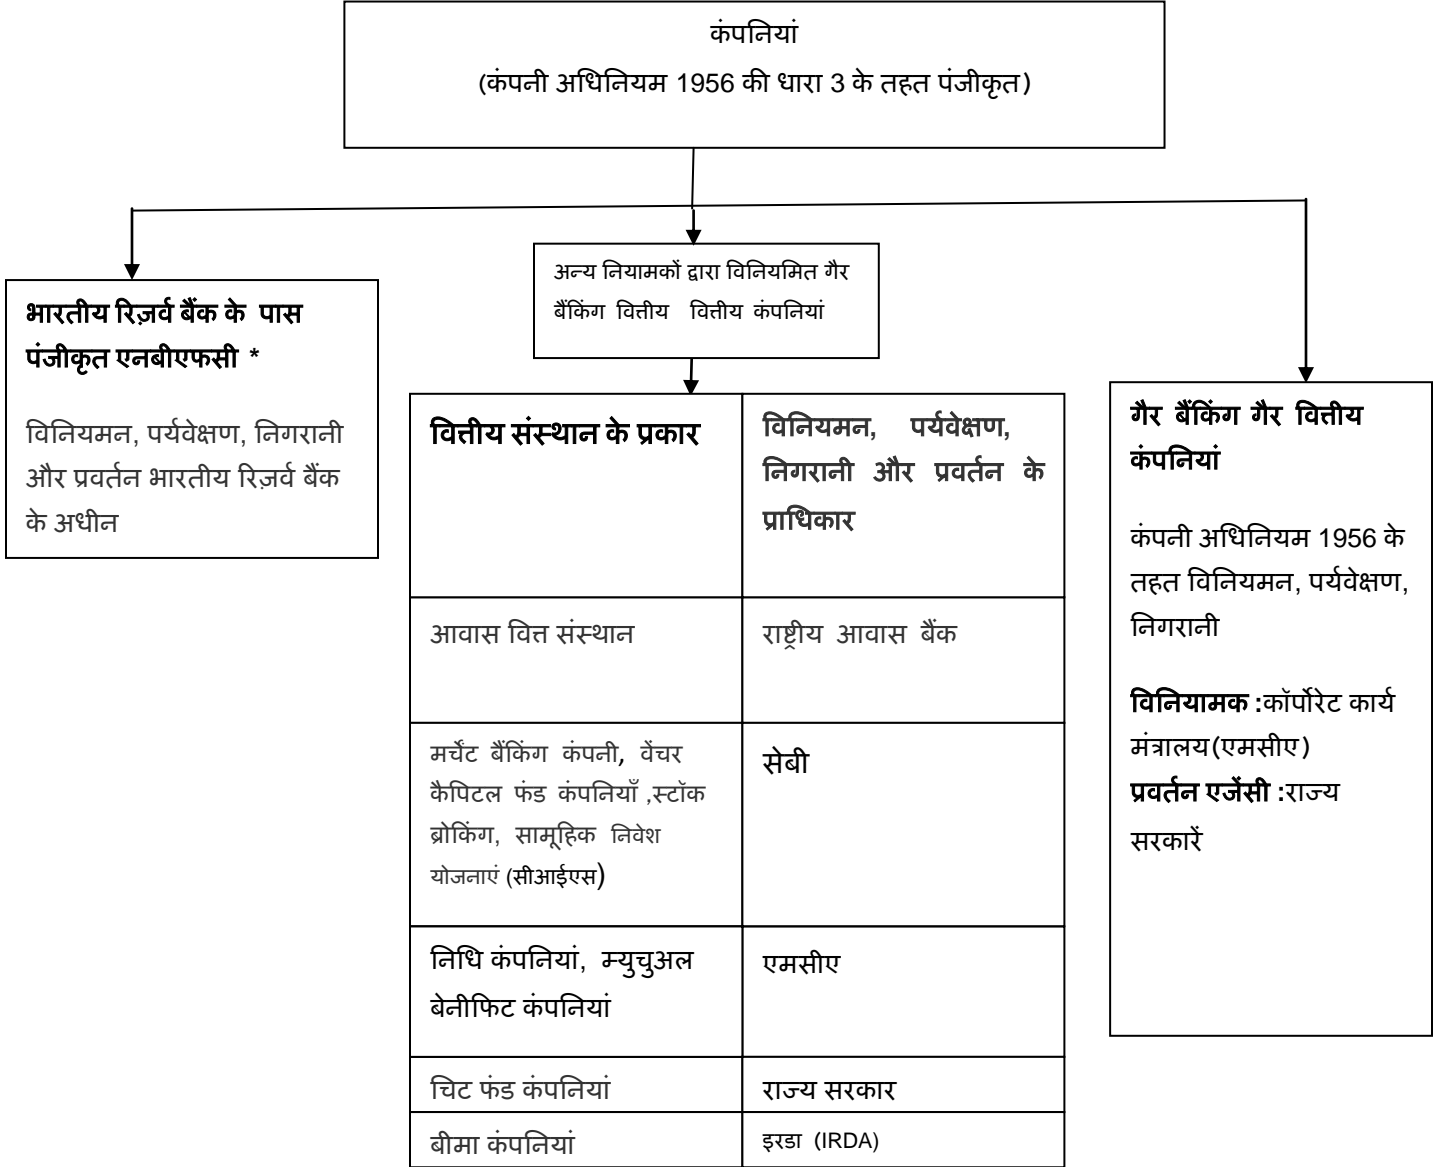 कंपनियां
(कंपनी अधिनियम 1956 की धारा 3 के तहत पंजीकृत)
भारतीय रिज़र्व बैंक के पास
पंजीकृत एनबीएफसी *
विनियमन, पर्यवेक्षण, निगरानी
और प्रवर्तन भारतीय रिज़र्व बैंक
के अधीन
अन्य नियामकों द्वारा विनियमित गैर
बैंकिंग वित्तीय वित्तीय कंपनियां
वित्तीय संस्थान के प्रकार
विनियमन, पर्यवेक्षण,
निगरानी और प्रवर्तन के
प्राधिकार
आवास वित्त संस्थान
राष्ट्रीय आवास बैंक
मर्चेंट बैंकिंग कंपनी, वेंचर
कैपिटल फंड कंपनियाँ ,स्टॉक
ब्रोकिंग, सामूहिक निवेश
योजनाएं (सीआईएस)
सेबी
निधि कंपनियां, म्युचुअल
बेनीफिट कंपनियां
एमसीए
चिट फंड कंपनियां
राज्य सरकार
बीमा कंपनियां
इरडा (IRDA)
गैर बैंकिंग गैर वित्तीय
कंपनियां
कंपनी अधिनियम 1956 के
तहत विनियमन, पर्यवेक्षण,
निगरानी
विनियामक :कॉर्पोरेट कार्य
मंत्रालय(एमसीए)
प्रवर्तन एजेंसी :राज्य
सरकारें